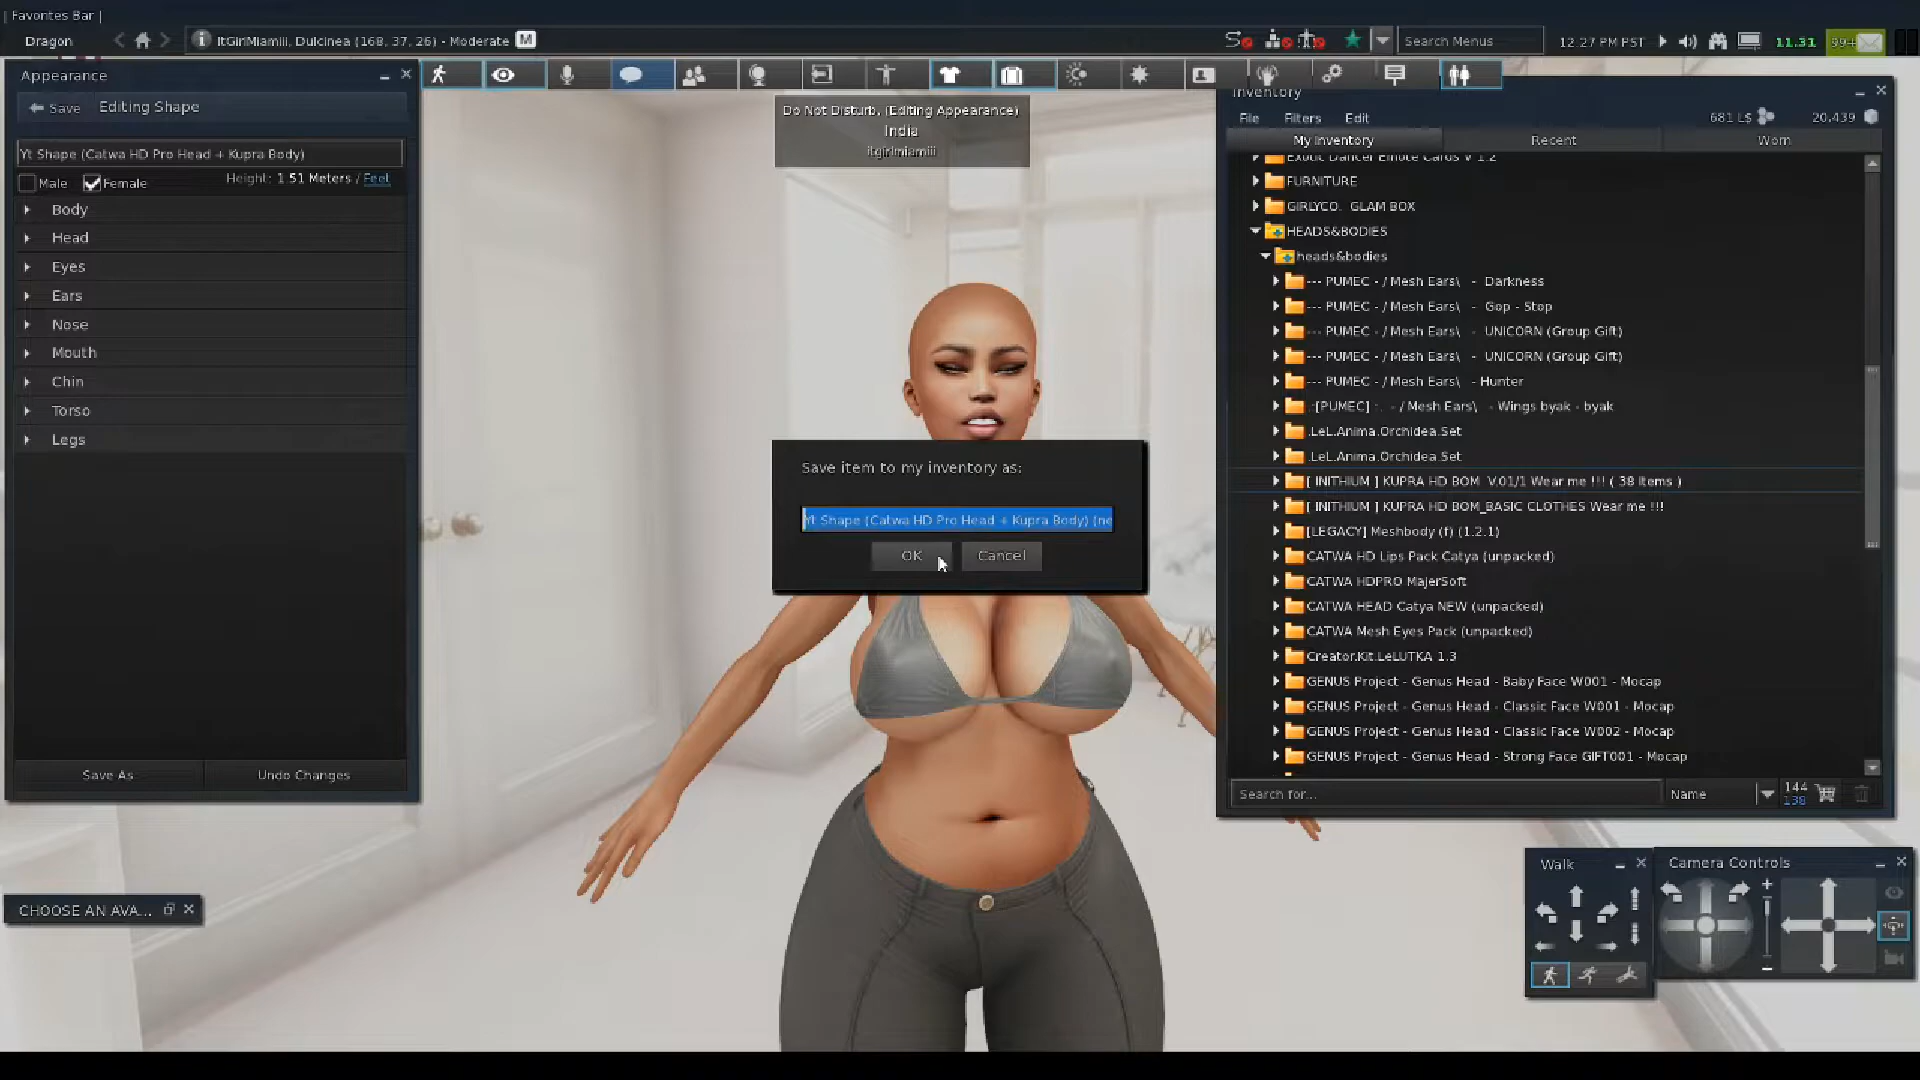 | Favorites Bar |
Dragon
ItGirlMiamiii, Dulcinea (168, 37, 26) - Moderate M
Search Menus
12:27 PM PST
11.31
99+
Appearance
Save
Editing Shape
Yt Shape (Catwa HD Pro Head + Kupra Body)
Male
Female
Height: 1.51 Meters / Feet
Body
Head
Eyes
Ears
Nose
Mouth
Chin
Torso
Legs
Save As
Undo Changes
CHOOSE AN AVA...
Do Not Disturb, (Editing Appearance)
India
itgirlmiamiii
Save item to my inventory as:
Yt Shape (Catwa HD Pro Head + Kupra Body) (ne
OK
Cancel
Inventory
File
Filters
Edit
681 L$
20,439
My Inventory
Recent
Worn
Exotic Dancer Emote Cards V 1.2
FURNITURE
GIRLYCO. GLAM BOX
HEADS&BODIES
heads&bodies
--- PUMEC - / Mesh Ears\ - Darkness
--- PUMEC - / Mesh Ears\ - Gop - Stop
--- PUMEC - / Mesh Ears\ - UNICORN (Group Gift)
--- PUMEC - / Mesh Ears\ - UNICORN (Group Gift)
--- PUMEC - / Mesh Ears\ - Hunter
.:[PUMEC] :. - / Mesh Ears\ - Wings byak - byak
.LeL.Anima.Orchidea.Set
.LeL.Anima.Orchidea.Set
[ INITHIUM ] KUPRA HD BOM V.01/1 Wear me !!! ( 38 Items )
[ INITHIUM ] KUPRA HD BOM_BASIC CLOTHES Wear me !!!
[LEGACY] Meshbody (f) (1.2.1)
CATWA HD Lips Pack Catya (unpacked)
CATWA HDPRO MajerSoft
CATWA HEAD Catya NEW (unpacked)
CATWA Mesh Eyes Pack (unpacked)
Creator.Kit.LeLUTKA 1.3
GENUS Project - Genus Head - Baby Face W001 - Mocap
GENUS Project - Genus Head - Classic Face W001 - Mocap
GENUS Project - Genus Head - Classic Face W002 - Mocap
GENUS Project - Genus Head - Strong Face GIFT001 - Mocap
Search for...
Name
144
138
Walk
Camera Controls